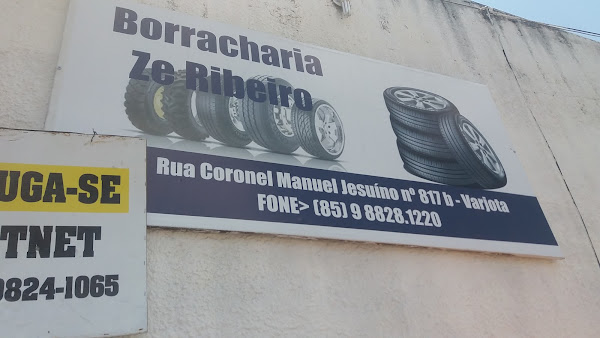 Borracharia
Ze Ribeiro
Rua Coronel Manuel Jesuíno nº 817 b - Varjota
FONE> (85) 9 8828.1220
UGA-SE
TNET
9824-1065